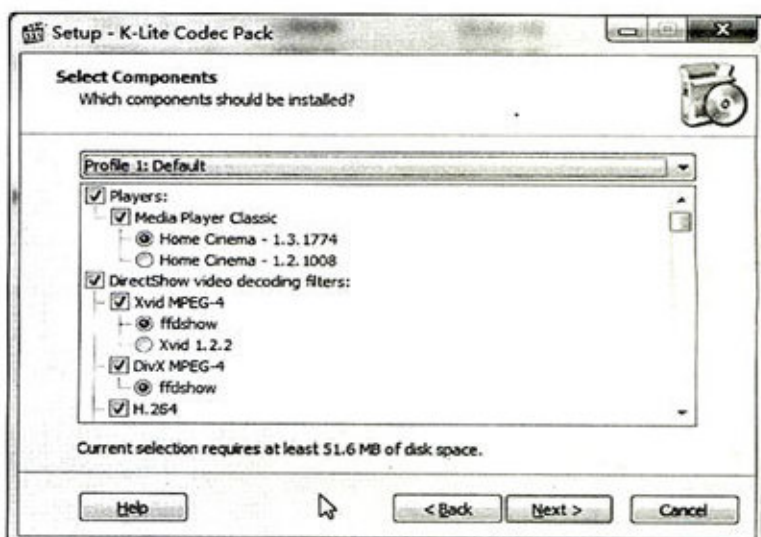 Setup - K-Lite Codec Pack
Select Components
Which components should be installed?
Profile 1: Default
Players:
Media Player Classic
Home Cinema - 1.3.1774
Home Cinema - 1.2.1008
DirectShow video decoding filters:
Xvid MPEG-4
ffdshow
Xvid 1.2.2
DivX MPEG-4
ffdshow
H.264
Current selection requires at least 51.6 MB of disk space.
Help
< Back
Next >
Cancel